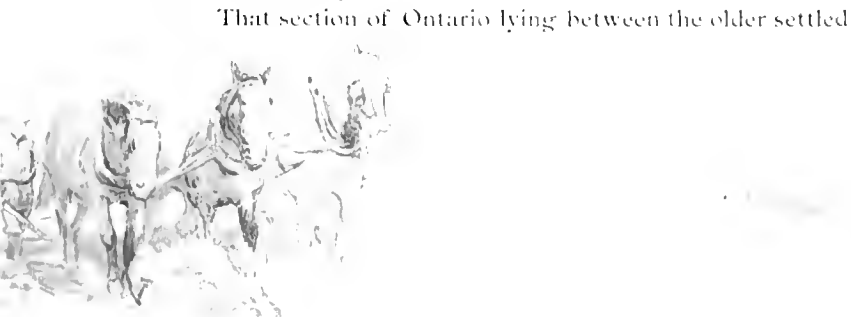 That section of Ontario lying between the older settled